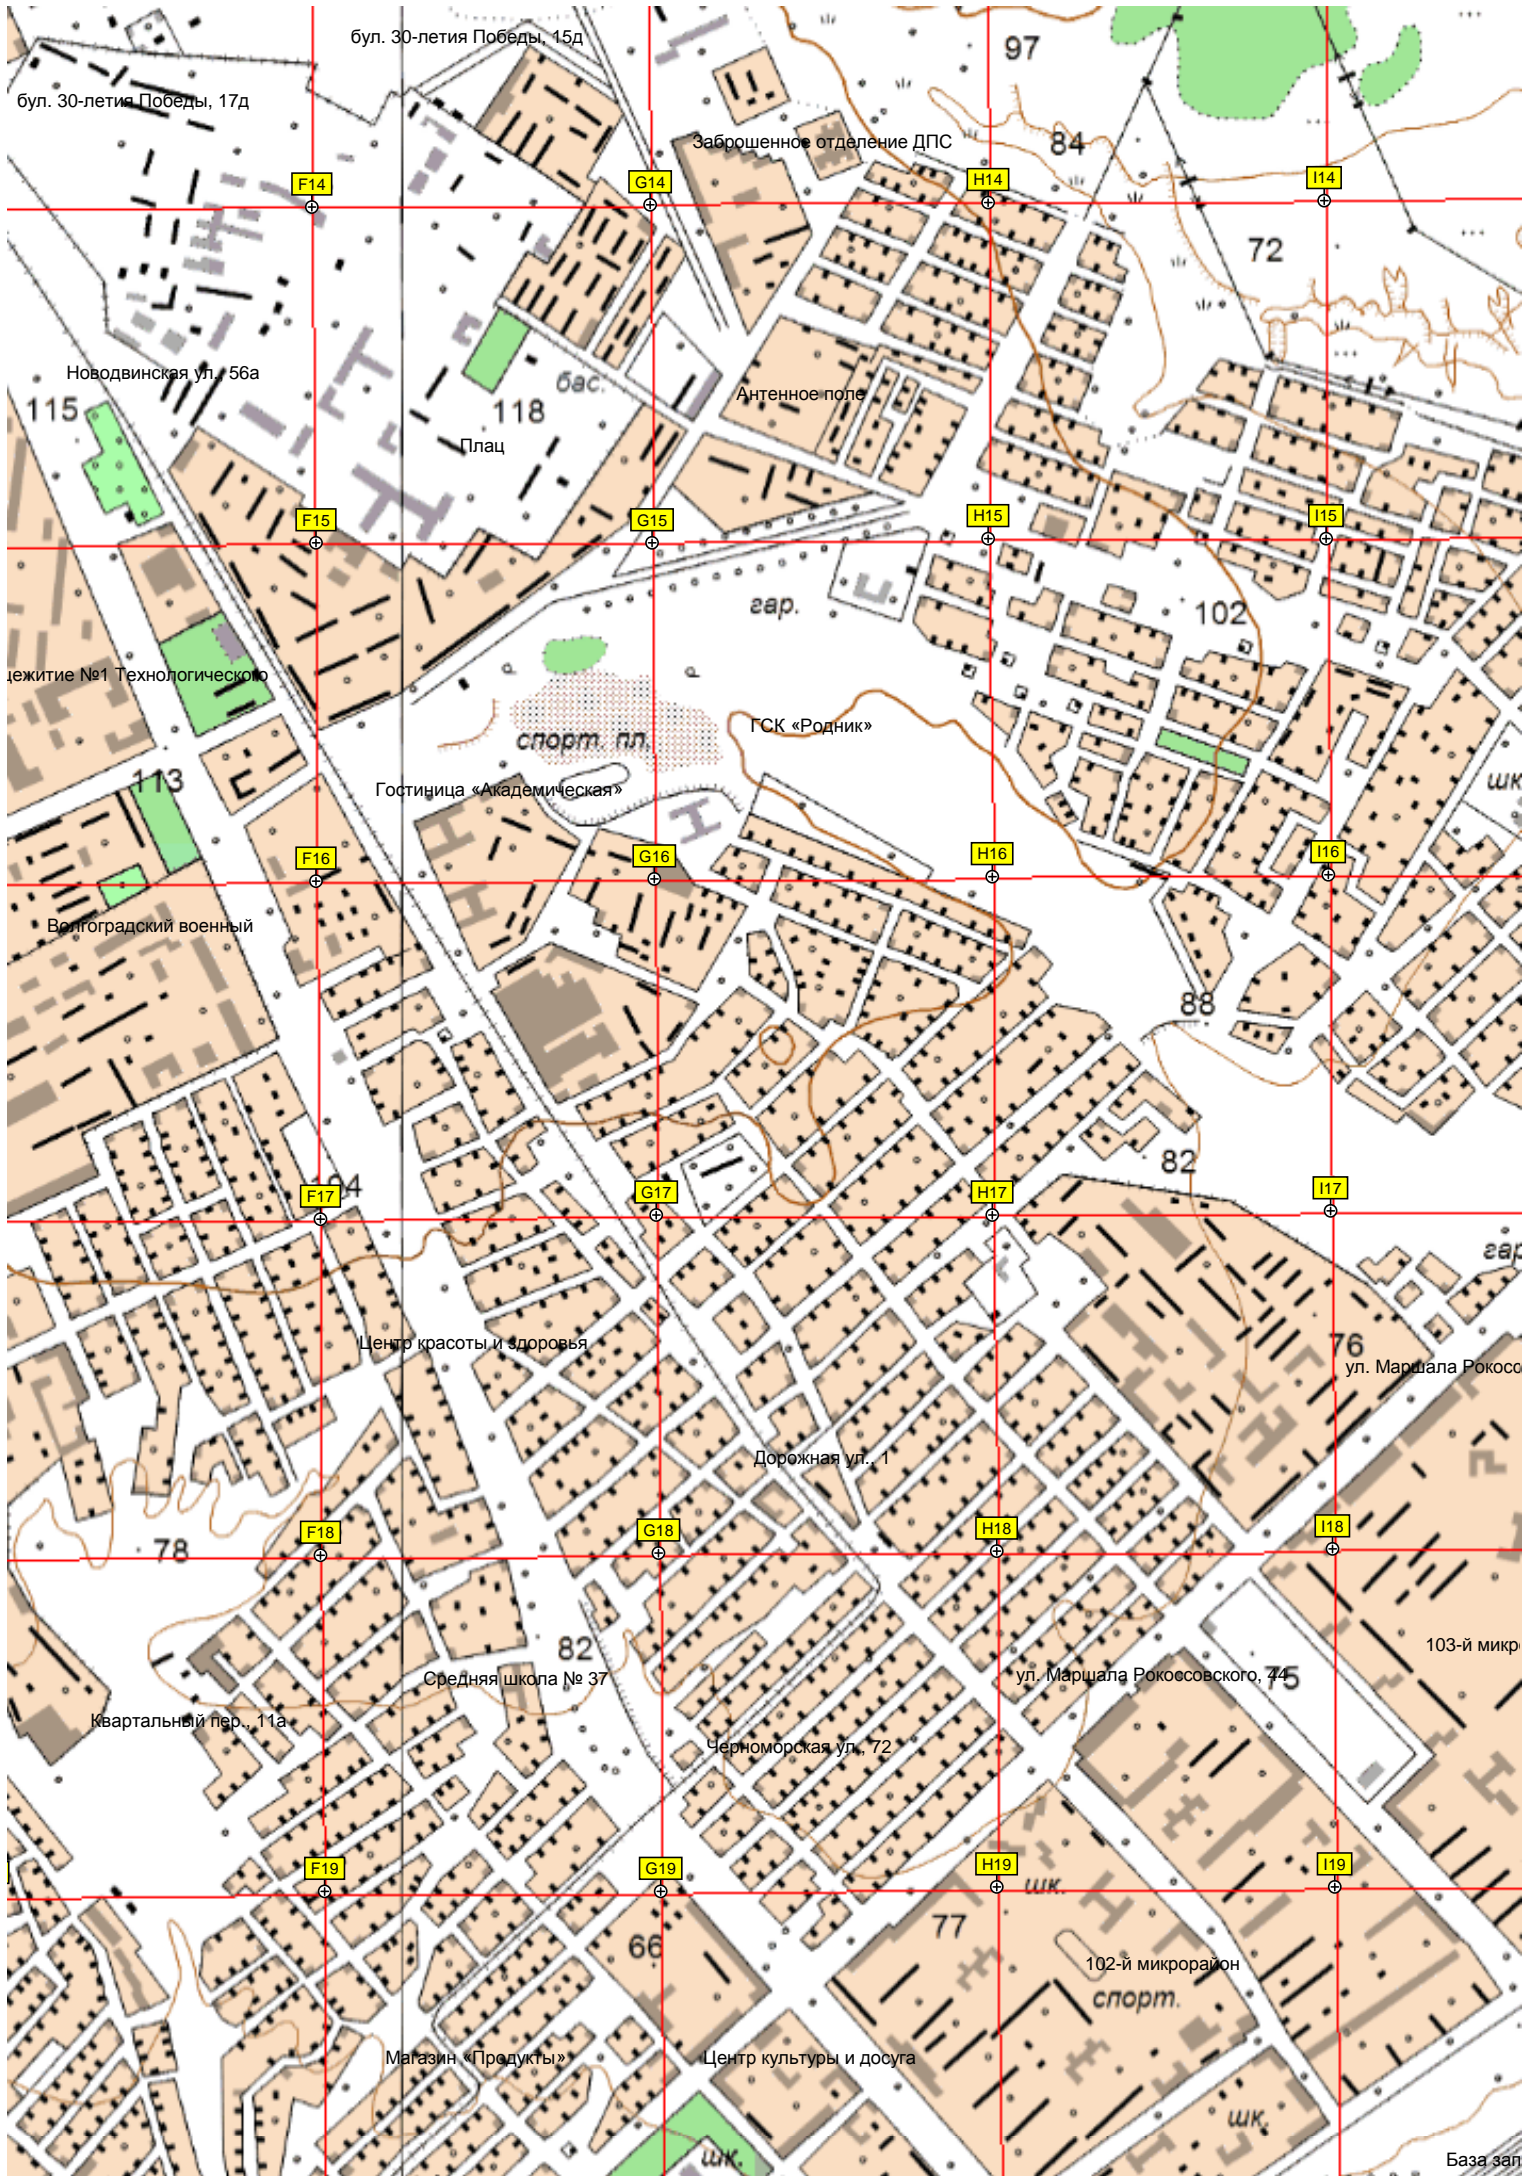 бул. 30-летия Победы, 15д
97
бул. 30-летия Победы, 17д
Заброшенное отделение ДПС
84
F14
G14
H14
I14
72
Новодвинская ул., 56а
бас.
Антенное поле
115
118
Плац
F15
G15
H15
I15
гар.
102
цежитие №1 Технологического
ГСК «Родник»
спорт. пл.
113
Гостиница «Академическая»
шк
F16
G16
H16
I16
Волгоградский военный
88
82
F17
G17
H17
I17
гар
Центр красоты и здоровья
76
ул. Маршала Рокосс
Дорожная ул., 1
F18
G18
H18
I18
78
82
103-й микр
Средняя школа № 37
ул. Маршала Рокоссовского, 44
75
Квартальный пер., 11а
Черноморская ул., 72
F19
G19
H19
I19
шк.
77
66
102-й микрорайон
спорт.
Магазин «Продукты»
Центр культуры и досуга
шк.
шк.
База зап